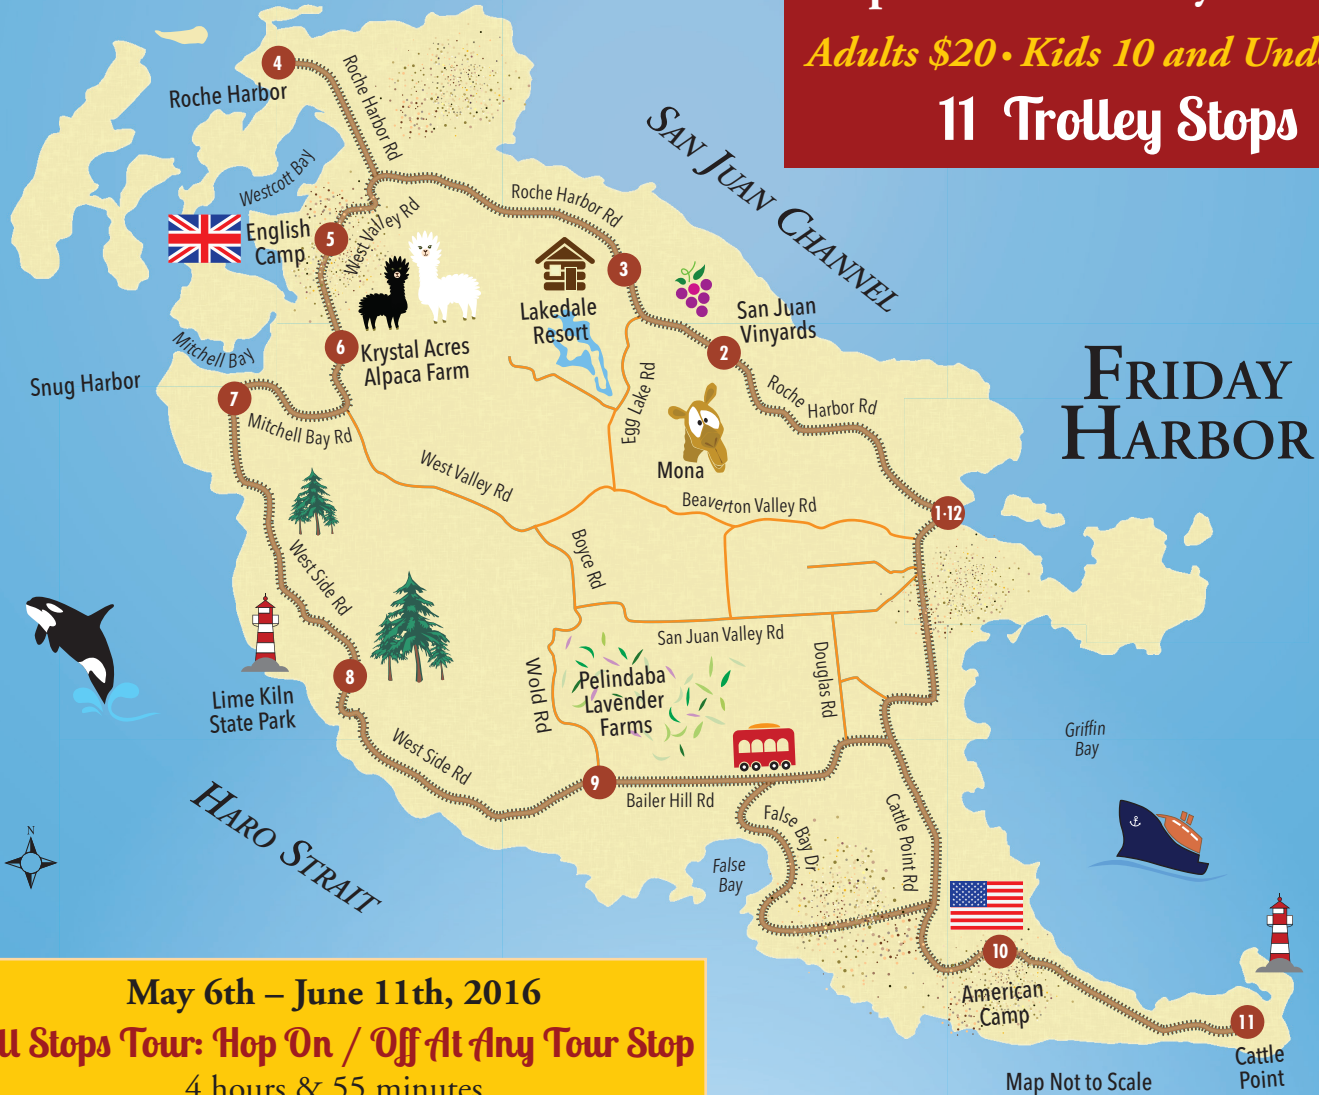 Adults $20 • Kids 10 and
11 Trolley Stops
4
Roche Harbor
Roche Harbor Rd
SAN JUAN CHANNEL
Westcott Bay
Roche Harbor Rd
English
Camp
5
West Valley Rd
3
Lakedale
Resort
San Juan
Vinyards
2
Mitchell Bay
6
Krystal Acres
Alpaca Farm
FRIDAY
HARBOR
Snug Harbor
7
Mitchell Bay Rd
Egg Lake Rd
Roche Harbor Rd
Mona
West Valley Rd
Beaverton Valley Rd
1·12
Boyce Rd
West Side Rd
San Juan Valley Rd
8
Lime Kiln
State Park
Wold Rd
Pelindaba
Lavender
Farms
Douglas Rd
Griffin
Bay
West Side Rd
9
Bailer Hill Rd
HARO STRAIT
N
False Bay Dr
Cattle Point Rd
False
Bay
10
American
Camp
11
Cattle
Point
Map Not to Scale
May 6th – June 11th, 2016
Stops Tour: Hop On / Off At Any Tour Stop
4 hours & 55 minutes